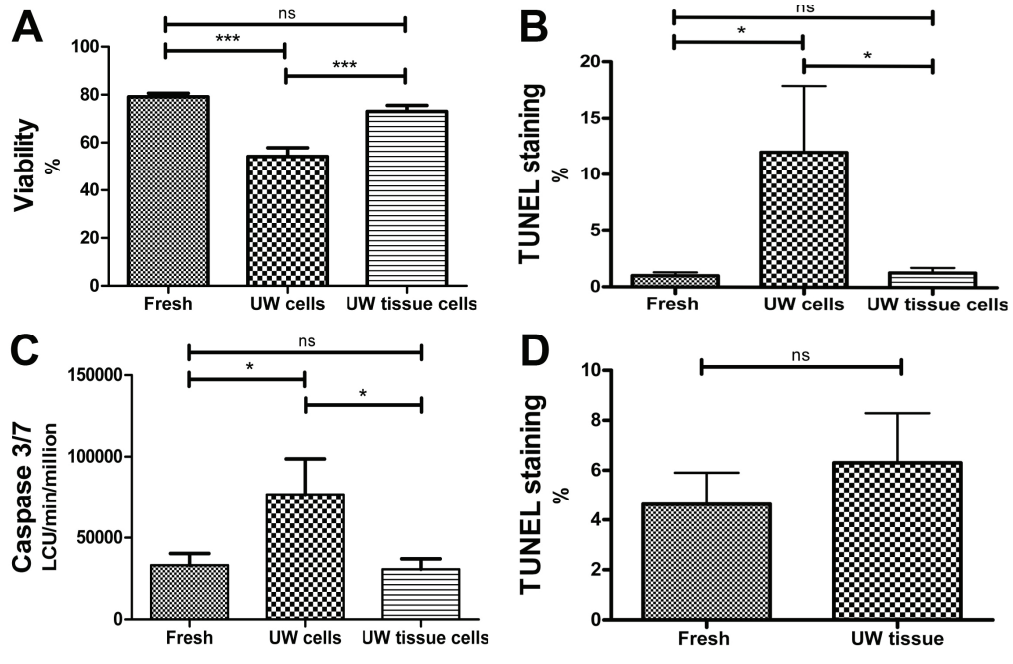 A
ns
***
***
100
80
60
40
20
0
Viability
%
Fresh UW cells UW tissue cells
B
ns
*
*
20
15
10
5
0
TUNEL staining
%
Fresh UW cells UW tissue cells
C
ns
*
*
150000
100000
50000
0
Caspase 3/7
LCU/min/million
Fresh UW cells UW tissue cells
D
ns
10
8
6
4
2
0
TUNEL staining
%
Fresh UW tissue